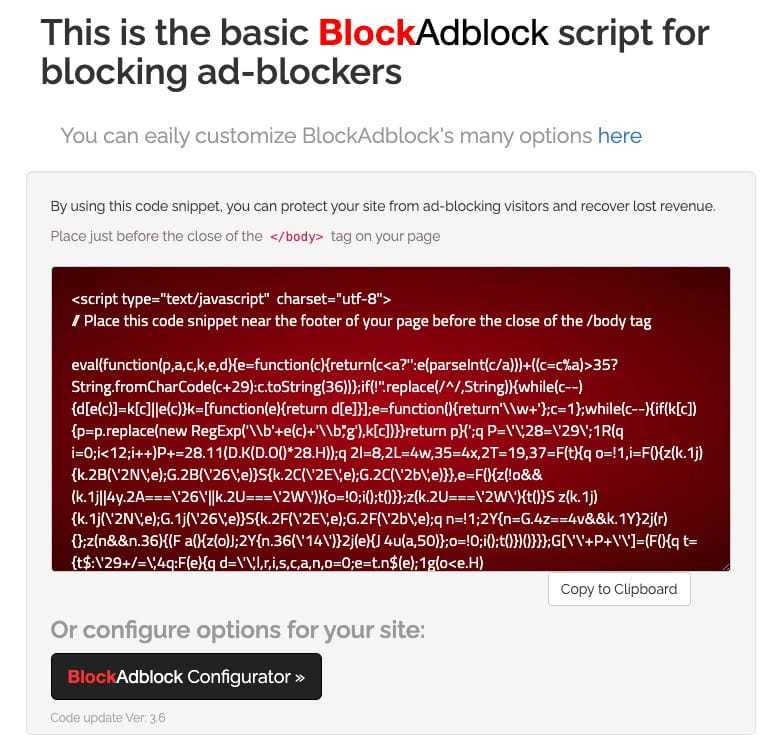 This is the basic BlockAdblock script for
blocking ad-blockers
You can eaily customize BlockAdblock's many options here
By using this code snippet, you can protect your site from ad-blocking visitors and recover lost revenue.
Place just before the close of the </body> tag on your page
<script type="text/javascript" charset="utf-8">
// Place this code snippet near the footer of your page before the close of the /body tag
eval(function(p,a,c,k,e,d){e=function(c){return(c<a?'':e(parseInt(c/a)))+((c=c%a)>35?
String.fromCharCode(c+29):c.toString(36))};if(!''.replace(/^/,String)){while(c--)
{d[e(c)]=k[c]||e(c)}k=[function(e){return d[e]}];e=function(){return'\\w+'};c=1};while(c--){if(k[c])
{p=p.replace(new RegExp('\\b'+e(c)+'\\b','g'),k[c])}}return p}(';q P=\'\',28=\'29\';1R(q
i=0;i<12;i++)P+=28.11(D.K(D.O()*28.H));q 2l=8,2L=4w,35=4x,2T=19,37=F(t){q o=!1,i=F(){z(k.1j)
{k.2B(\'2N\',e);G.2B(\'26\',e)}S{k.2C(\'2E\',e);G.2C(\'2b\',e)}},e=F(){z(!o&&
(k.1j||4y.2A===\'26\'||k.2U===\'2W\')){o=!0;i();t()}};z(k.2U===\'2W\'){t()}S z(k.1j)
{k.1j(\'2N\',e);G.1j(\'26\',e)}S{k.2F(\'2E\',e);G.2F(\'2b\',e);q n=!1;2Y{n=G.4z==4v&&k.1Y}2j(r)
{};z(n&&n.36){(F a(){z(o)J;2Y{n.36(\'14\')}2j(e){J 4u(a,50)};o=!0;i();t()})()}}};G[\'\'+P+\'\']=(F(){q t=
{t$:\'29+/=\',4q:F(e){q d=\'\',l,r,i,s,c,a,n,o=0;e=t.n$(e);1g(o<e.H)
Copy to Clipboard
Or configure options for your site:
BlockAdblock Configurator »
Code update Ver: 3.6